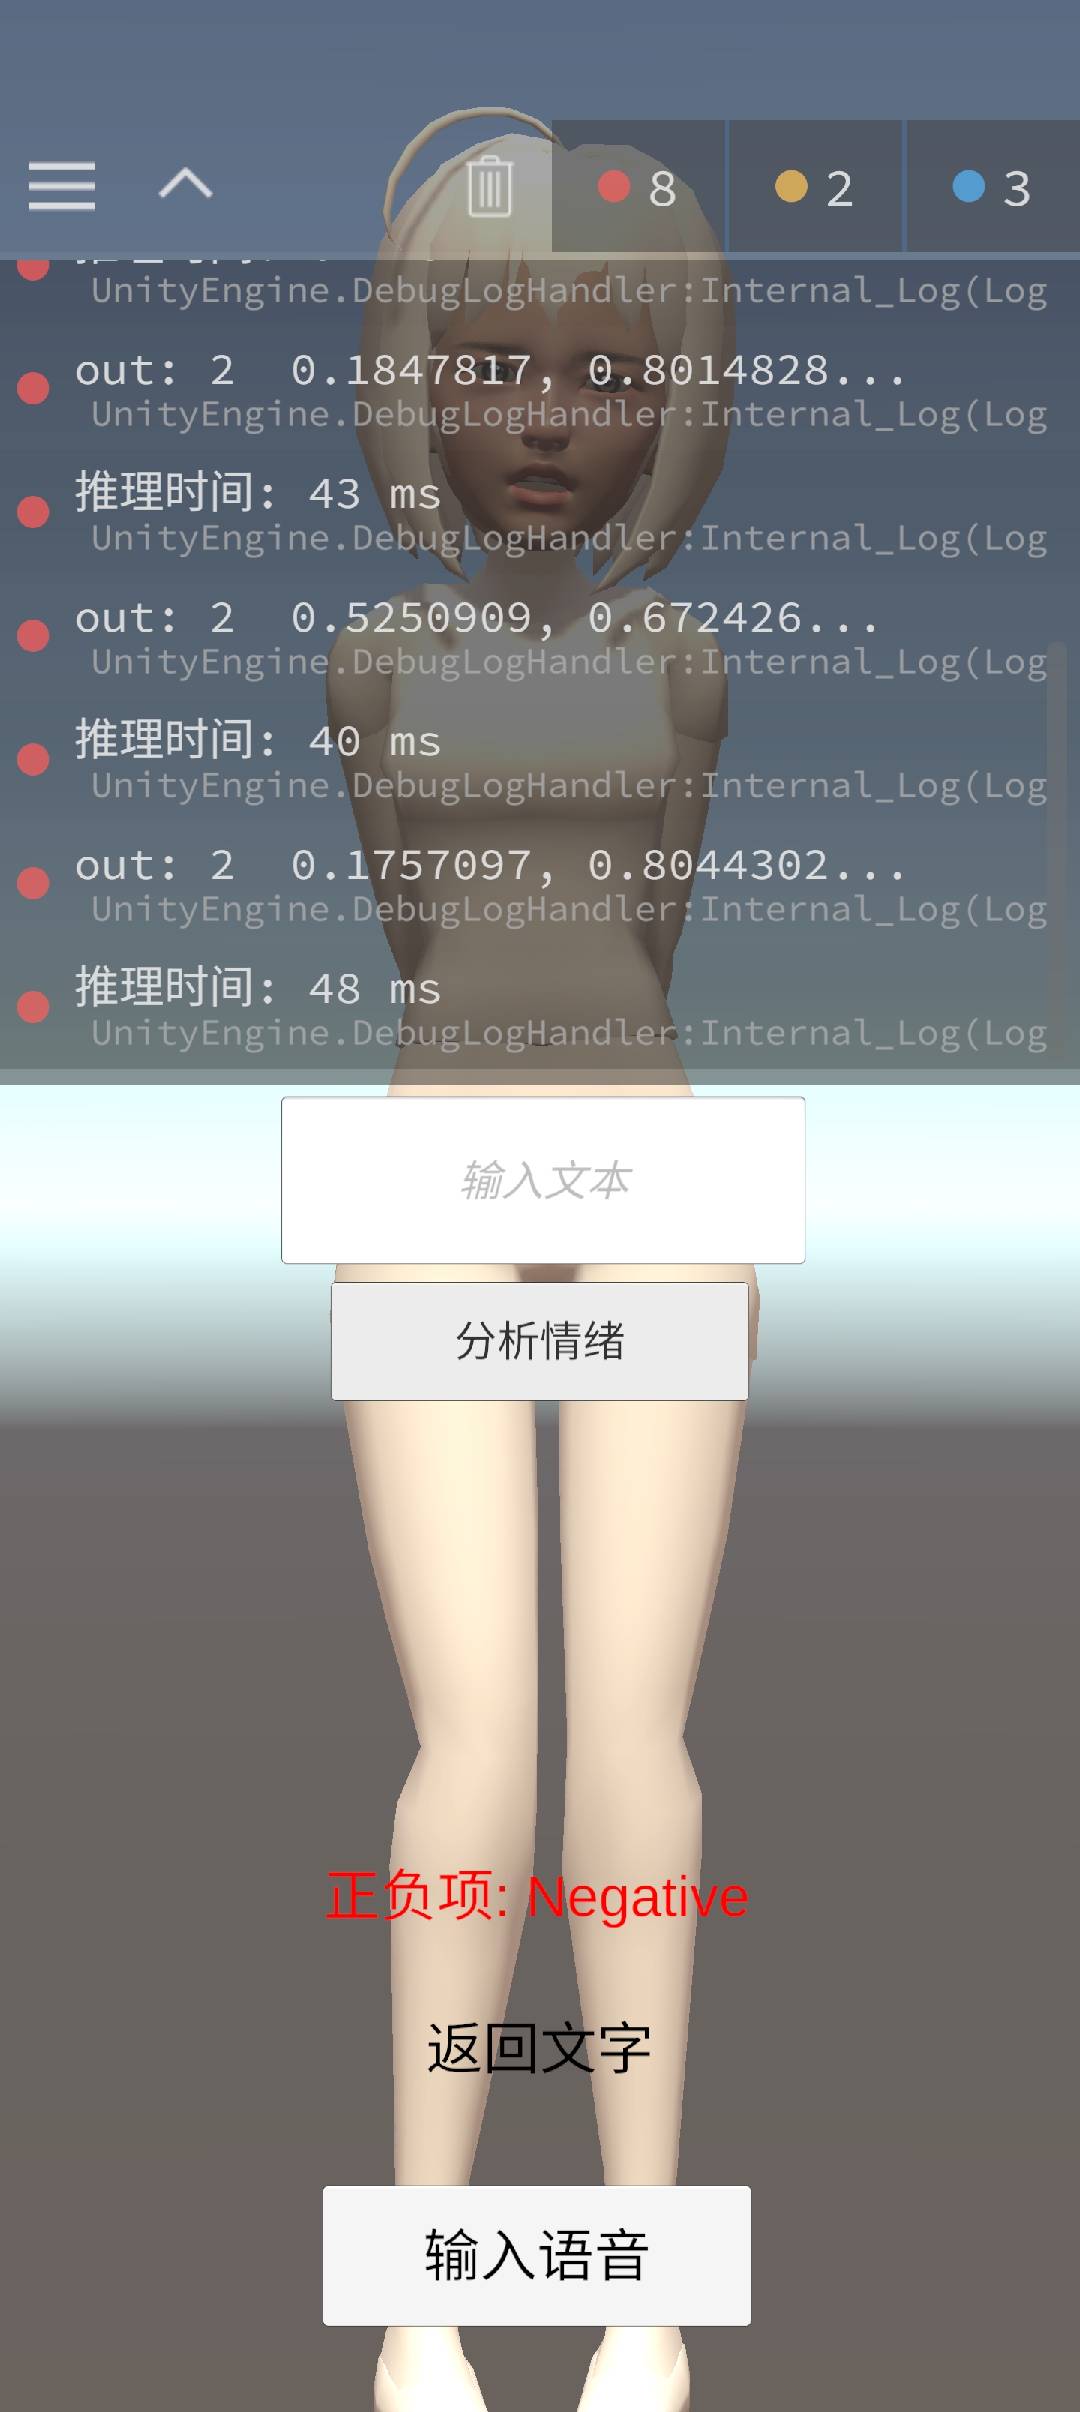 8
2
3
UnityEngine.DebugLogHandler:Internal_Log(Log
out: 2 0.1847817, 0.8014828...
UnityEngine.DebugLogHandler:Internal_Log(Log
推理时间: 43 ms
UnityEngine.DebugLogHandler:Internal_Log(Log
out: 2 0.5250909, 0.672426...
UnityEngine.DebugLogHandler:Internal_Log(Log
推理时间: 40 ms
UnityEngine.DebugLogHandler:Internal_Log(Log
out: 2 0.1757097, 0.8044302...
UnityEngine.DebugLogHandler:Internal_Log(Log
推理时间: 48 ms
UnityEngine.DebugLogHandler:Internal_Log(Log
输入文本
分析情绪
正负项: Negative
返回文字
输入语音